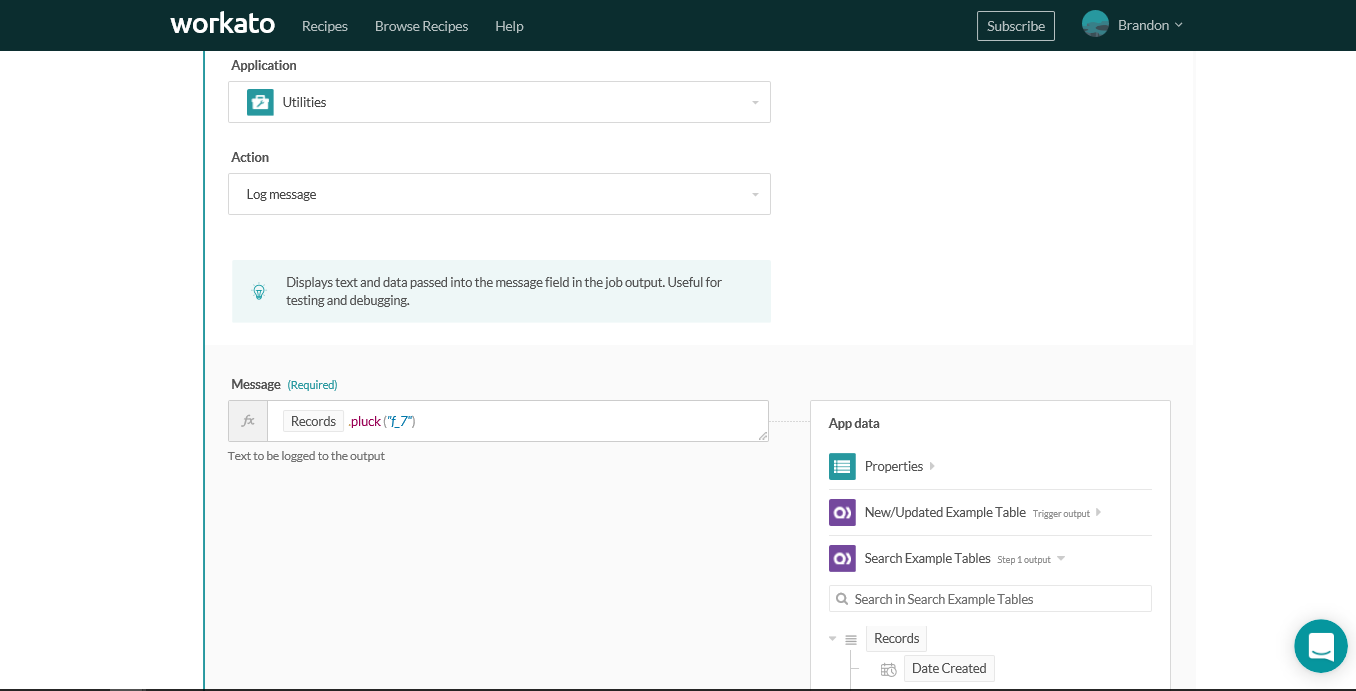 workato Recipes Browse Recipes Help Subscribe Brandon
Application
Utilities
Action
Log message
Displays text and data passed into the message field in the job output. Useful for
testing and debugging.
Message (Required)
fx Records .pluck ("f_7")
Text to be logged to the output
App data
Properties
New/Updated Example Table Trigger output
Search Example Tables Step 1 output
Search in Search Example Tables
Records
Date Created